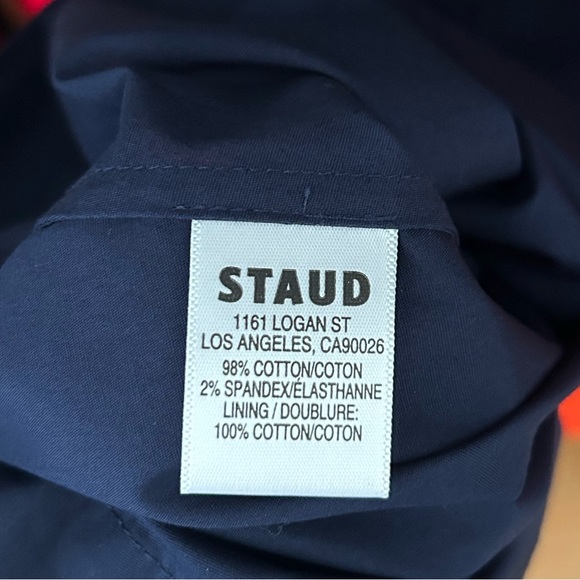 STAUD
1161 LOGAN ST
LOS ANGELES, CA90026
98% COTTON/COTON
2% SPANDEX/ÉLASTHANNE
LINING / DOUBLURE:
100% COTTON/COTON